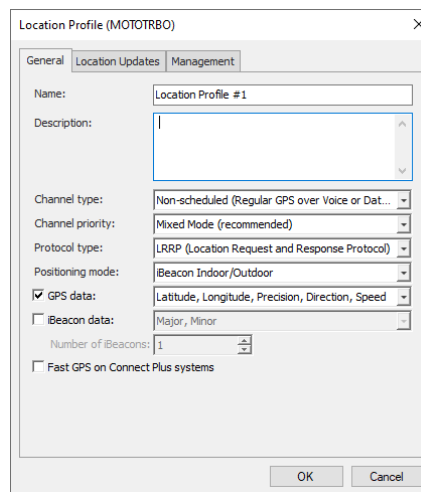 Location Profile (MOTOTRBO)
General Location Updates Management
Name: Location Profile #1
Description:
Channel type: Non-scheduled (Regular GPS over Voice or Dat...
Channel priority: Mixed Mode (recommended)
Protocol type: LRRP (Location Request and Response Protocol)
Positioning mode: iBeacon Indoor/Outdoor
GPS data: Latitude, Longitude, Precision, Direction, Speed
iBeacon data: Major, Minor
Number of iBeacons: 1
Fast GPS on Connect Plus systems
OK Cancel